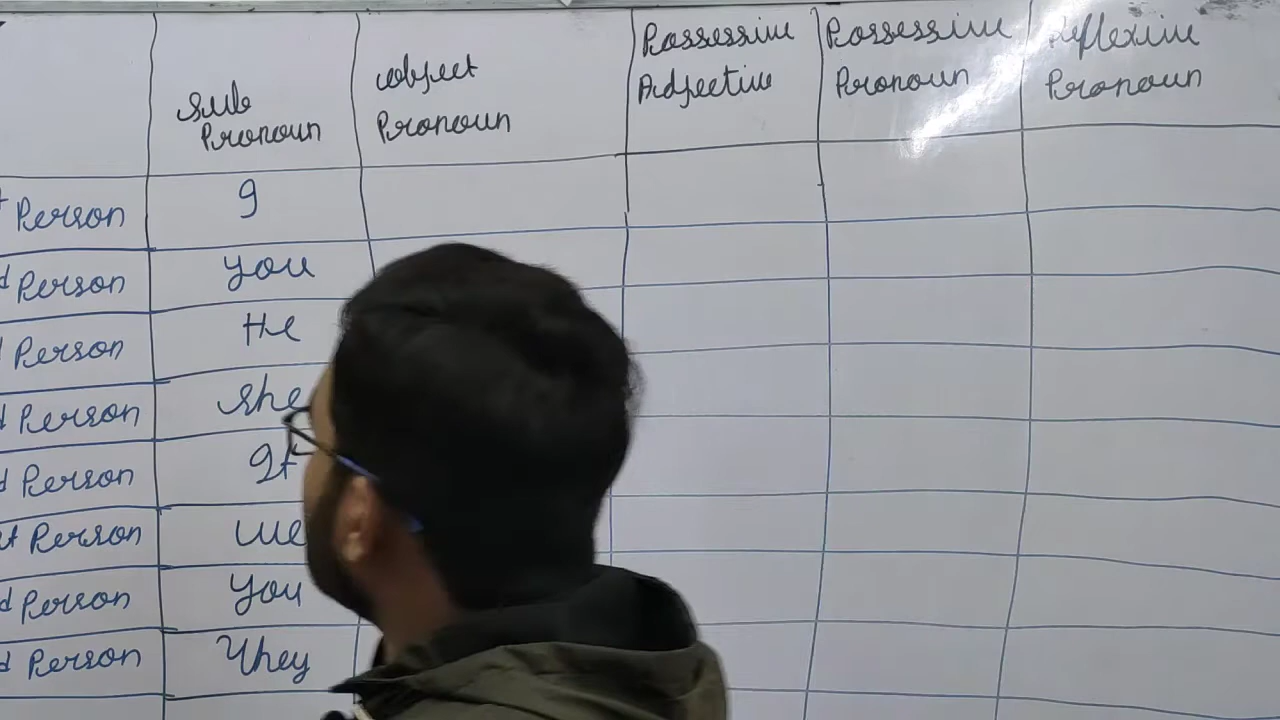 Sub Pronoun
Object Pronoun
Possessive Adjective
Possessive Pronoun
Reflexive Pronoun
Person I
Person You
Person He
Person She
Person It
Person We
Person You
Person They